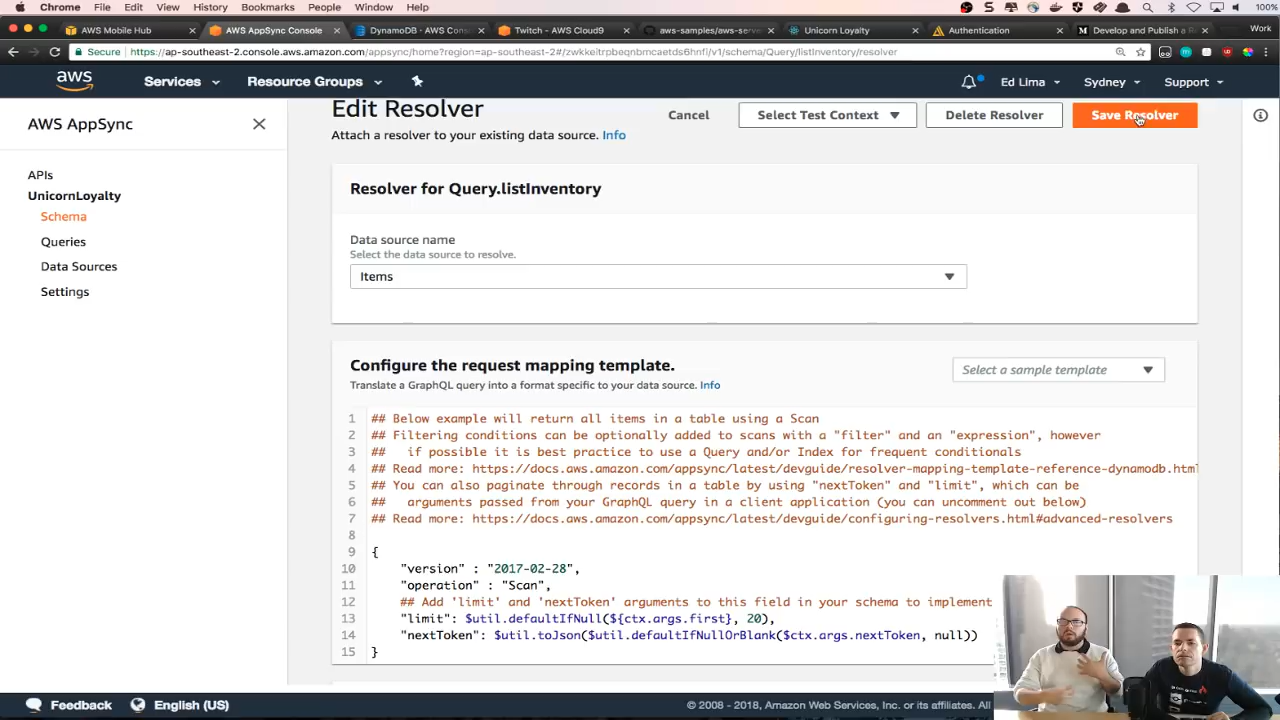 Chrome File Edit View History Bookmarks People Window Help 100%
AWS Mobile Hub
AWS AppSync Console
DynamoDB · AWS Conso
Twitch - AWS Cloud9
aws-samples/aws-serv
Unicorn Loyalty
Authentication
Develop and Publish a R
Work
Secure https://ap-southeast-2.console.aws.amazon.com/appsync/home?region=ap-southeast-2#/zwkkeitrpbeqnbmcaetds6hnfi/v1/schema/Query/listInventory/resolver
aws Services Resource Groups Ed Lima Sydney Support
AWS AppSync
APIs
UnicornLoyalty
Schema
Queries
Data Sources
Settings
Edit Resolver
Cancel Select Test Context Delete Resolver Save Resolver
Attach a resolver to your existing data source. Info
Resolver for Query.listInventory
Data source name
Select the data source to resolve.
Items
Configure the request mapping template.
Select a sample template
Translate a GraphQL query into a format specific to your data source. Info
1 ## Below example will return all items in a table using a Scan
2 ## Filtering conditions can be optionally added to scans with a "filter" and an "expression", however
3 ## if possible it is best practice to use a Query and/or Index for frequent conditionals
4 ## Read more: https://docs.aws.amazon.com/appsync/latest/devguide/resolver-mapping-template-reference-dynamodb.html
5 ## You can also paginate through records in a table by using "nextToken" and "limit", which can be
6 ## arguments passed from your GraphQL query in a client application (you can uncomment out below)
7 ## Read more: https://docs.aws.amazon.com/appsync/latest/devguide/configuring-resolvers.html#advanced-resolvers
8
9 {
10 "version" : "2017-02-28",
11 "operation" : "Scan",
12 ## Add 'limit' and 'nextToken' arguments to this field in your schema to implement
13 "limit": $util.defaultIfNull(${ctx.args.first}, 20),
14 "nextToken": $util.toJson($util.defaultIfNullOrBlank($ctx.args.nextToken, null))
15 }
Feedback English (US) © 2008 - 2018, Amazon Web Services, Inc. or its affiliates. All